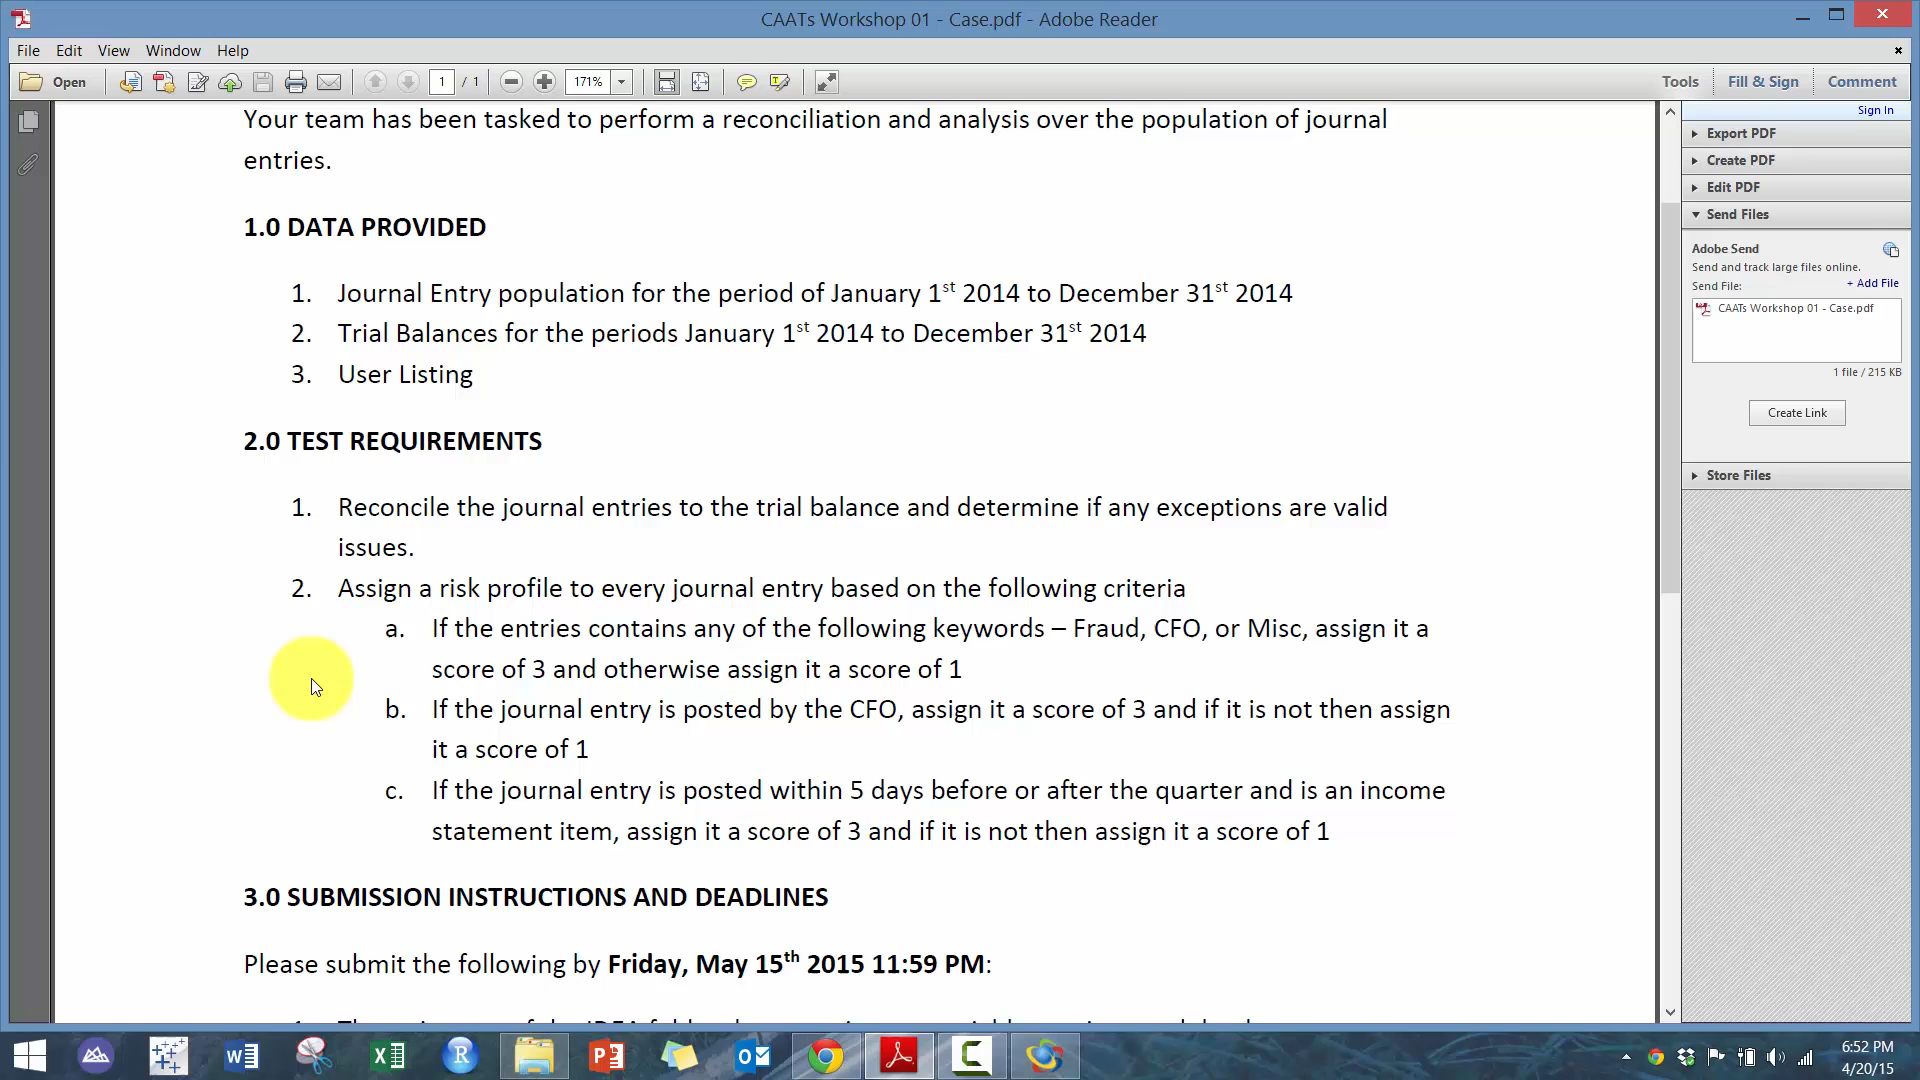 CAATs Workshop 01 - Case.pdf - Adobe Reader
File Edit View Window Help
Open 1 / 1 171% Tools Fill & Sign Comment
Sign In
Export PDF
Create PDF
Edit PDF
Send Files
Adobe Send
Send and track large files online.
Send File: + Add File
CAATs Workshop 01 - Case.pdf
1 file / 215 KB
Create Link
Store Files
Your team has been tasked to perform a reconciliation and analysis over the population of journal
entries.
1.0 DATA PROVIDED
1. Journal Entry population for the period of January 1st 2014 to December 31st 2014
2. Trial Balances for the periods January 1st 2014 to December 31st 2014
3. User Listing
2.0 TEST REQUIREMENTS
1. Reconcile the journal entries to the trial balance and determine if any exceptions are valid
issues.
2. Assign a risk profile to every journal entry based on the following criteria
a. If the entries contains any of the following keywords – Fraud, CFO, or Misc, assign it a
score of 3 and otherwise assign it a score of 1
b. If the journal entry is posted by the CFO, assign it a score of 3 and if it is not then assign
it a score of 1
c. If the journal entry is posted within 5 days before or after the quarter and is an income
statement item, assign it a score of 3 and if it is not then assign it a score of 1
3.0 SUBMISSION INSTRUCTIONS AND DEADLINES
Please submit the following by Friday, May 15th 2015 11:59 PM:
6:52 PM
4/20/15